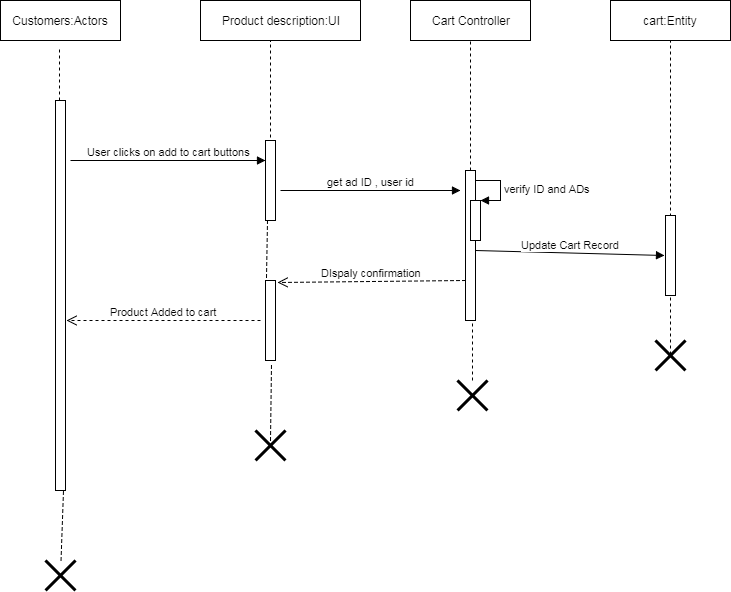 Customers:Actors
Product description:UI
Cart Controller
cart:Entity
User clicks on add to cart buttons
get ad ID , user id
verify ID and ADs
Update Cart Record
DIspaly confirmation
Product Added to cart